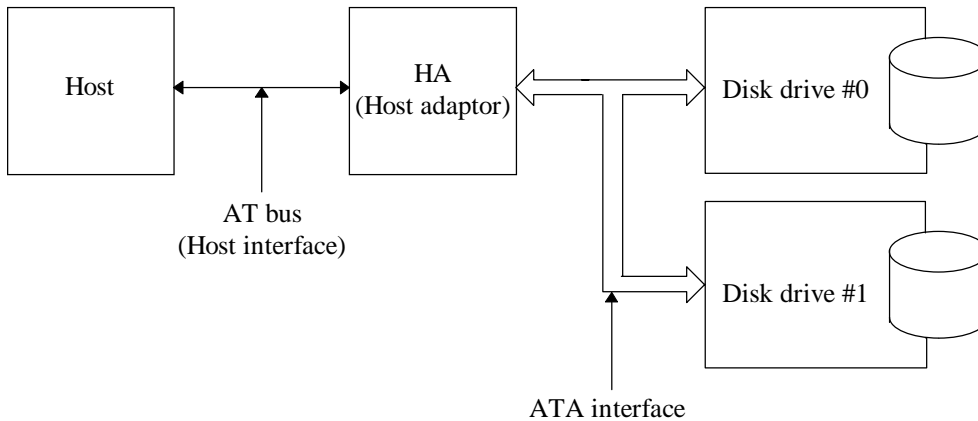 Host
HA
(Host adaptor)
Disk drive #0
AT bus
(Host interface)
Disk drive #1
ATA interface